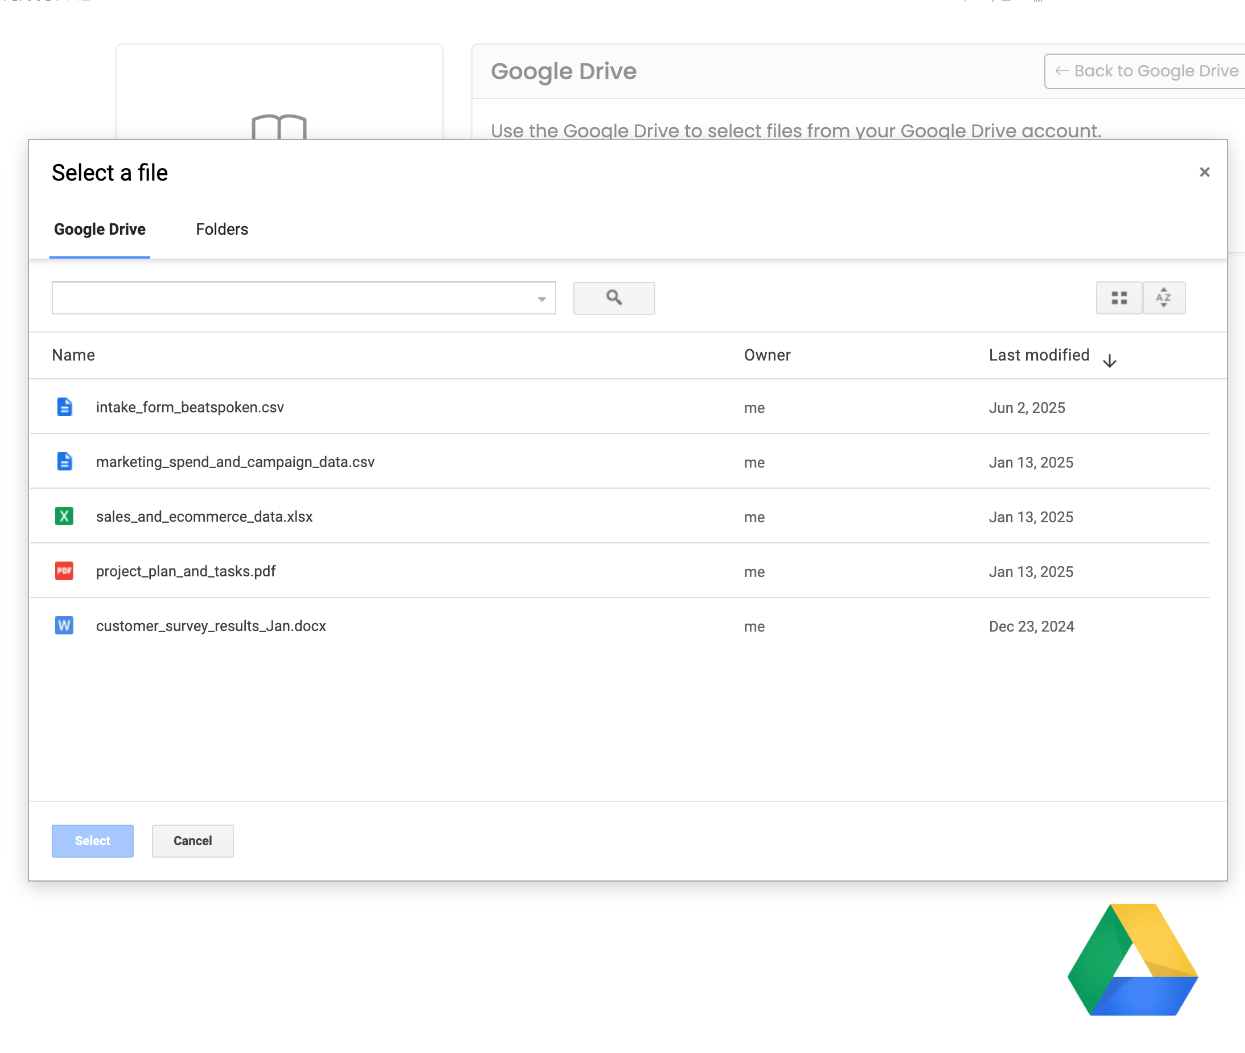 Google Drive
← Back to Google Drive
Use the Google Drive to select files from your Google Drive account.
Select a file
×
Google Drive Folders
AZ
Name Owner Last modified ↓
intake_form_beatspoken.csv me Jun 2, 2025
marketing_spend_and_campaign_data.csv me Jan 13, 2025
X sales_and_ecommerce_data.xlsx me Jan 13, 2025
PDF project_plan_and_tasks.pdf me Jan 13, 2025
W customer_survey_results_Jan.docx me Dec 23, 2024
Select Cancel